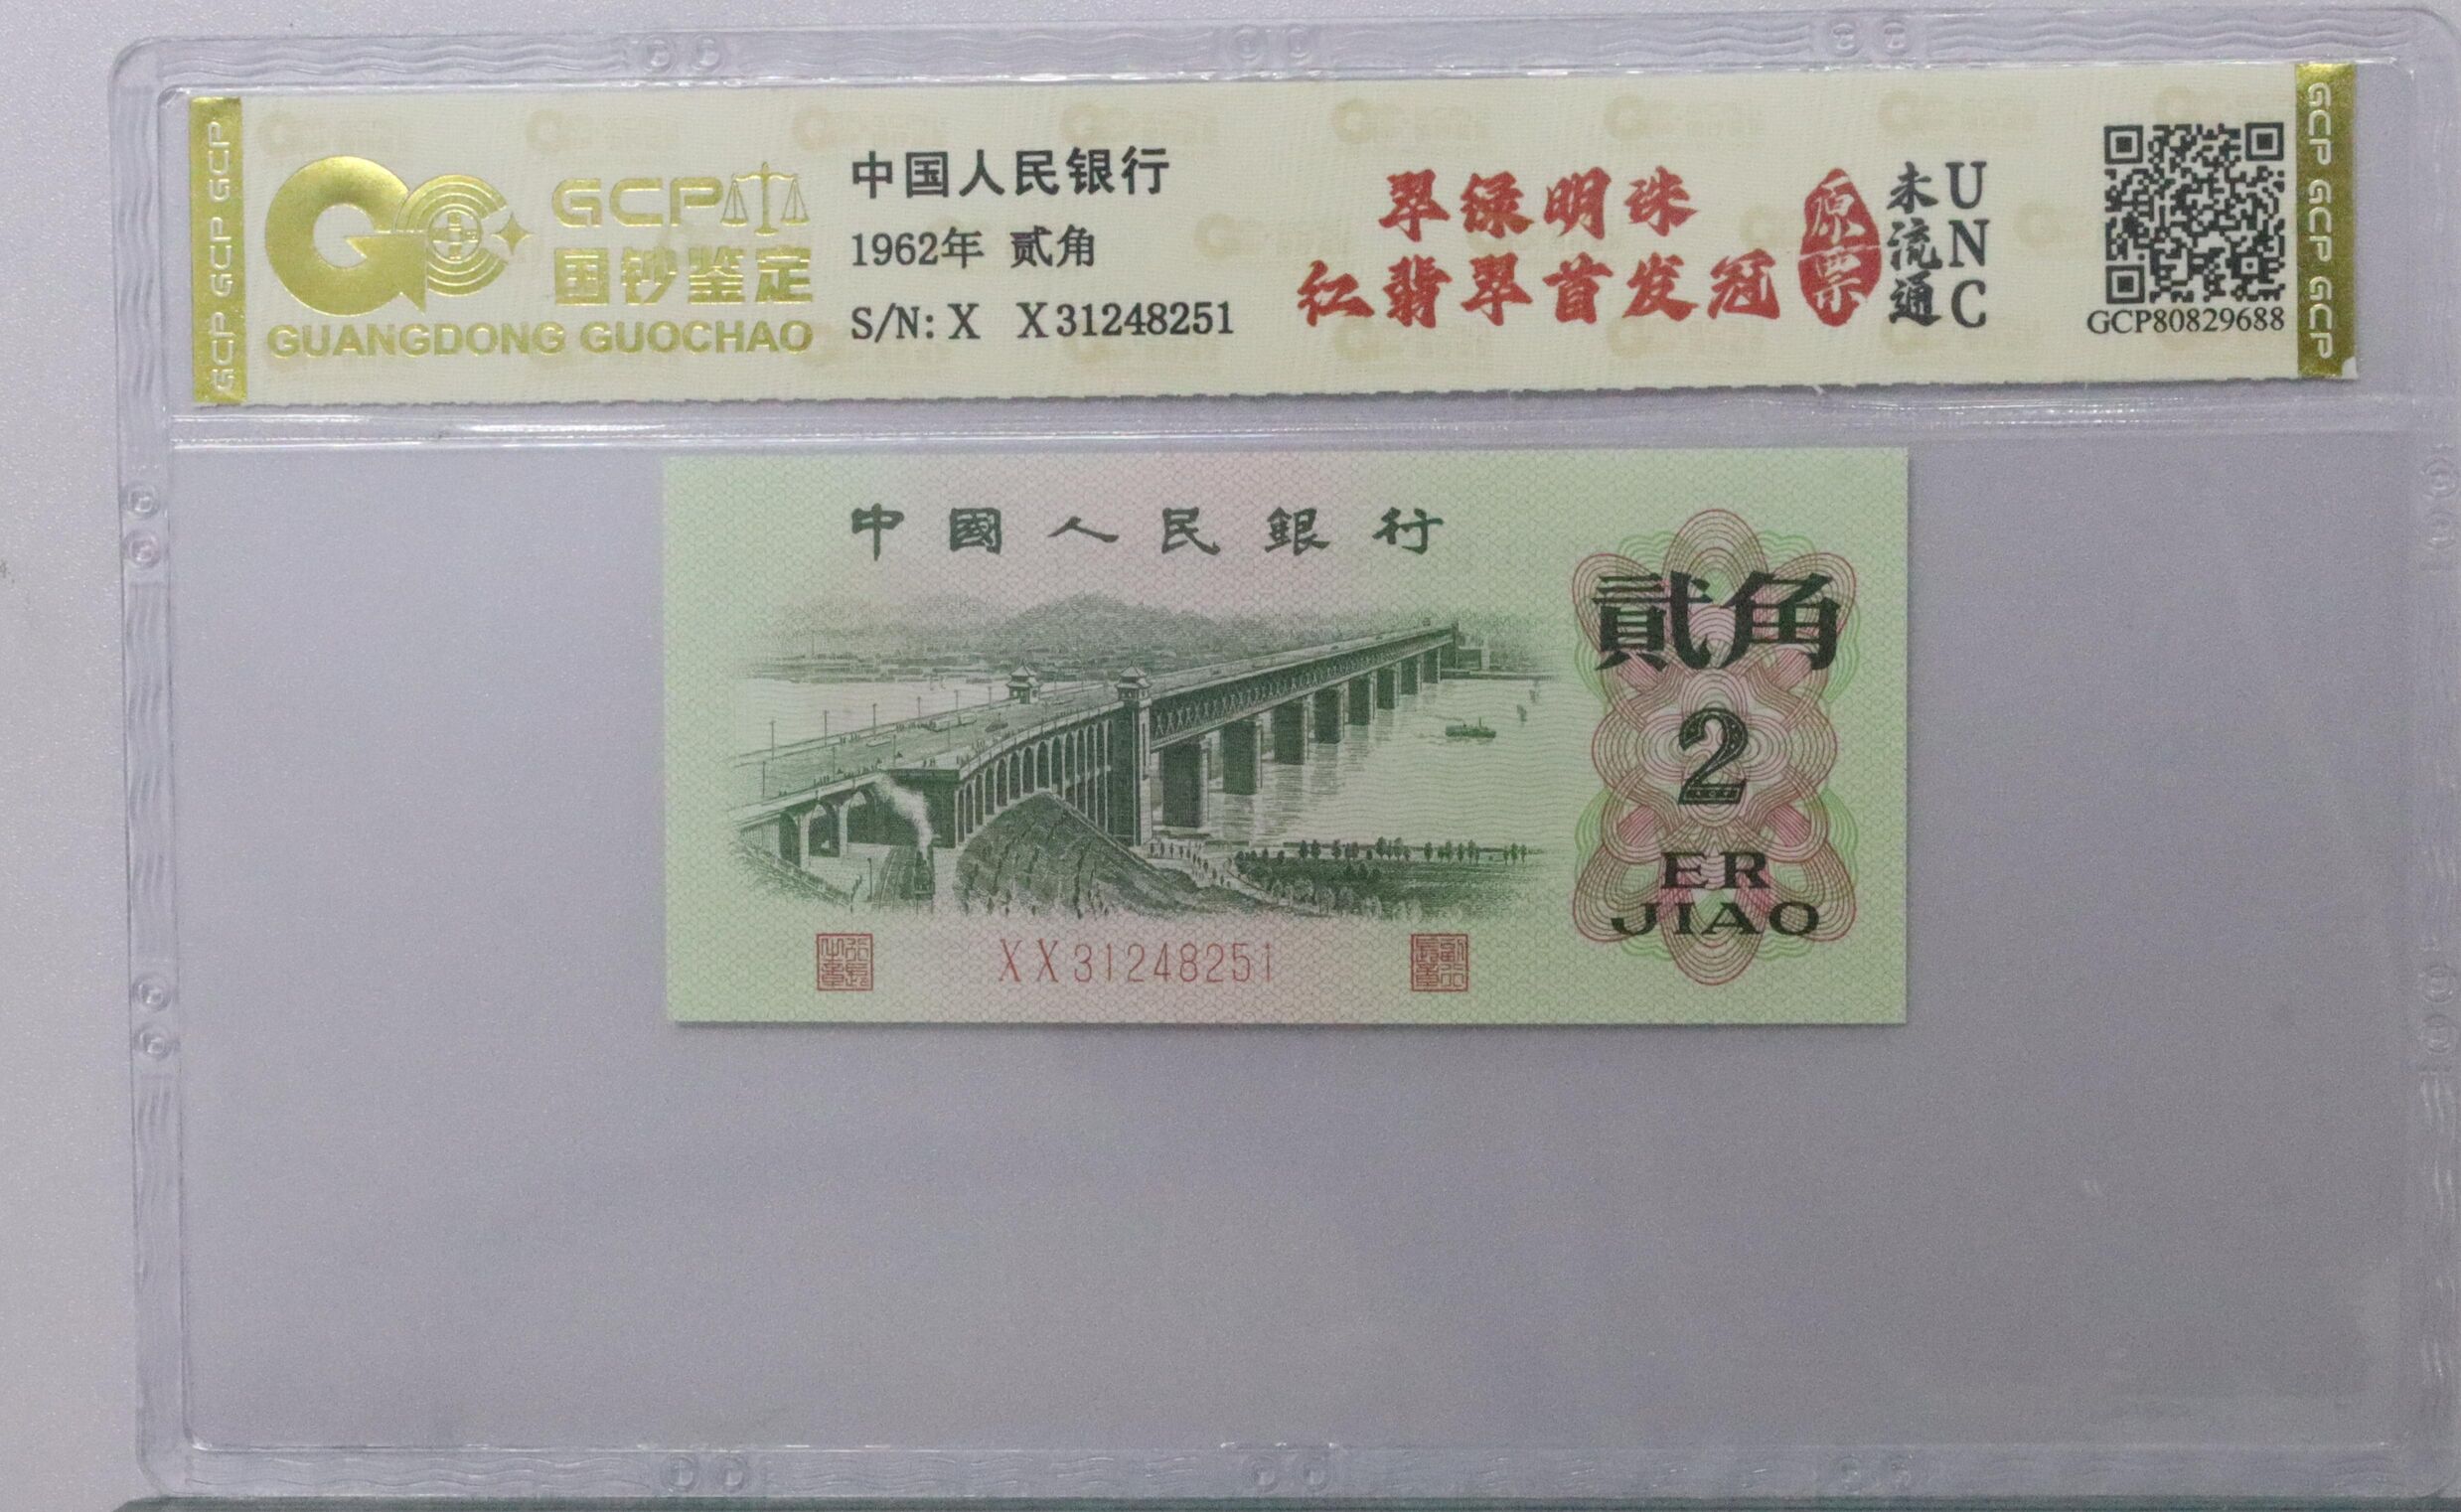 GCP GCP GCP
GCP
国钞鉴定
GUANGDONG GUOCHAO
中国人民银行
1962年 贰角
S/N: X X31248251
翠绿明珠
红翡翠首发冠
原票
未流通
UNC
GCP80829688
GCP GCP GCP
中國人民銀行
貳角
2
ER
JIAO
XX31248251